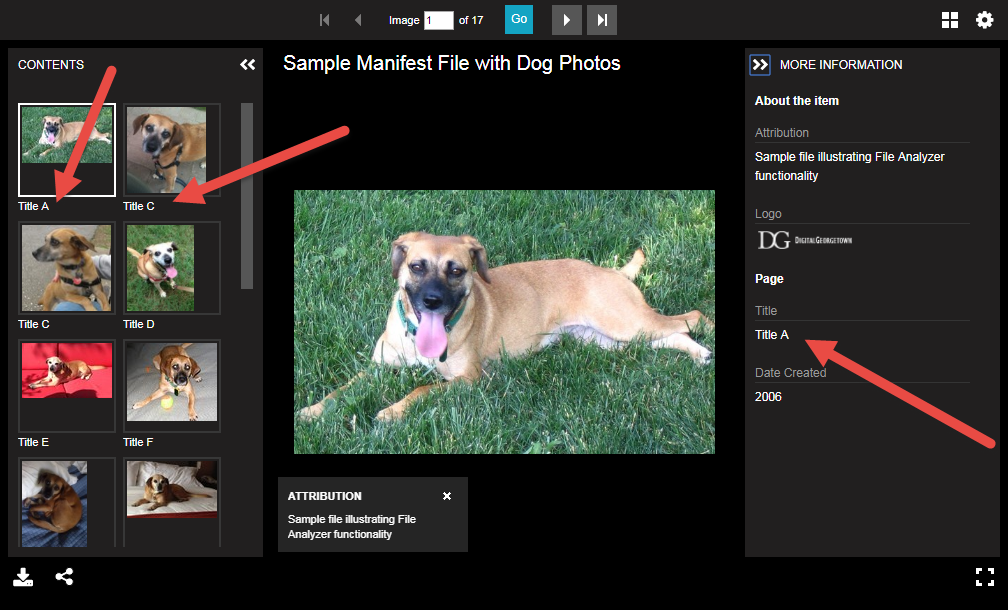 Image 1 of 17 Go
CONTENTS
Title A
Title C
Title C
Title D
Title E
Title F
Sample Manifest File with Dog Photos
ATTRIBUTION
Sample file illustrating File
Analyzer functionality
MORE INFORMATION
About the item
Attribution
Sample file illustrating File Analyzer
functionality
Logo
DG DIGITALGEORGETOWN
Page
Title
Title A
Date Created
2006